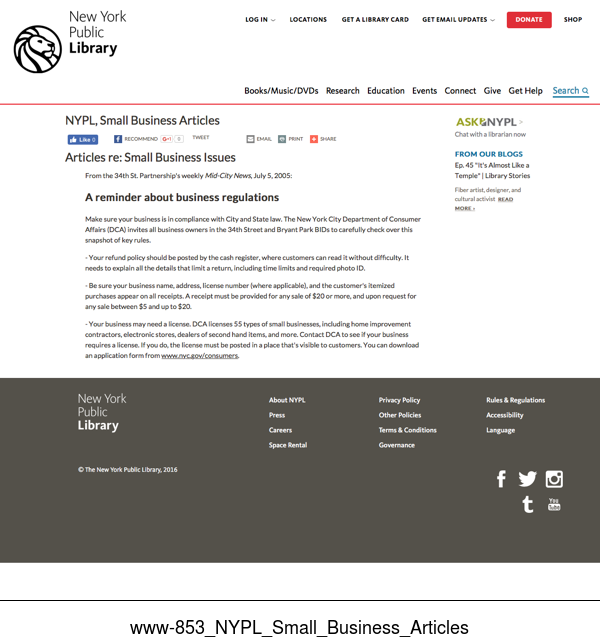 New York
Public
Library
LOG IN
LOCATIONS
GET A LIBRARY CARD
GET EMAIL UPDATES
DONATE
SHOP
Books/Music/DVDs Research Education Events Connect Give Get Help Search
NYPL, Small Business Articles
Like 0
RECOMMEND
G+1 0
TWEET
EMAIL
PRINT
SHARE
Articles re: Small Business Issues
From the 34th St. Partnership's weekly Mid-City News, July 5, 2005:
A reminder about business regulations
Make sure your business is in compliance with City and State law. The New York City Department of Consumer
Affairs (DCA) invites all business owners in the 34th Street and Bryant Park BIDs to carefully check over this
snapshot of key rules.
- Your refund policy should be posted by the cash register, where customers can read it without difficulty. It
needs to explain all the details that limit a return, including time limits and required photo ID.
- Be sure your business name, address, license number (where applicable), and the customer's itemized
purchases appear on all receipts. A receipt must be provided for any sale of $20 or more, and upon request for
any sale between $5 and up to $20.
- Your business may need a license. DCA licenses 55 types of small businesses, including home improvement
contractors, electronic stores, dealers of second hand items, and more. Contact DCA to see if your business
requires a license. If you do, the license must be posted in a place that's visible to customers. You can download
an application form from www.nyc.gov/consumers.
ASK NYPL >
Chat with a librarian now
FROM OUR BLOGS
Ep. 45 "It's Almost Like a
Temple" | Library Stories
Fiber artist, designer, and
cultural activist READ
MORE ›
New York
Public
Library
About NYPL
Press
Careers
Space Rental
Privacy Policy
Other Policies
Terms & Conditions
Governance
Rules & Regulations
Accessibility
Language
© The New York Public Library, 2016
You
Tube
www-853_NYPL_Small_Business_Articles